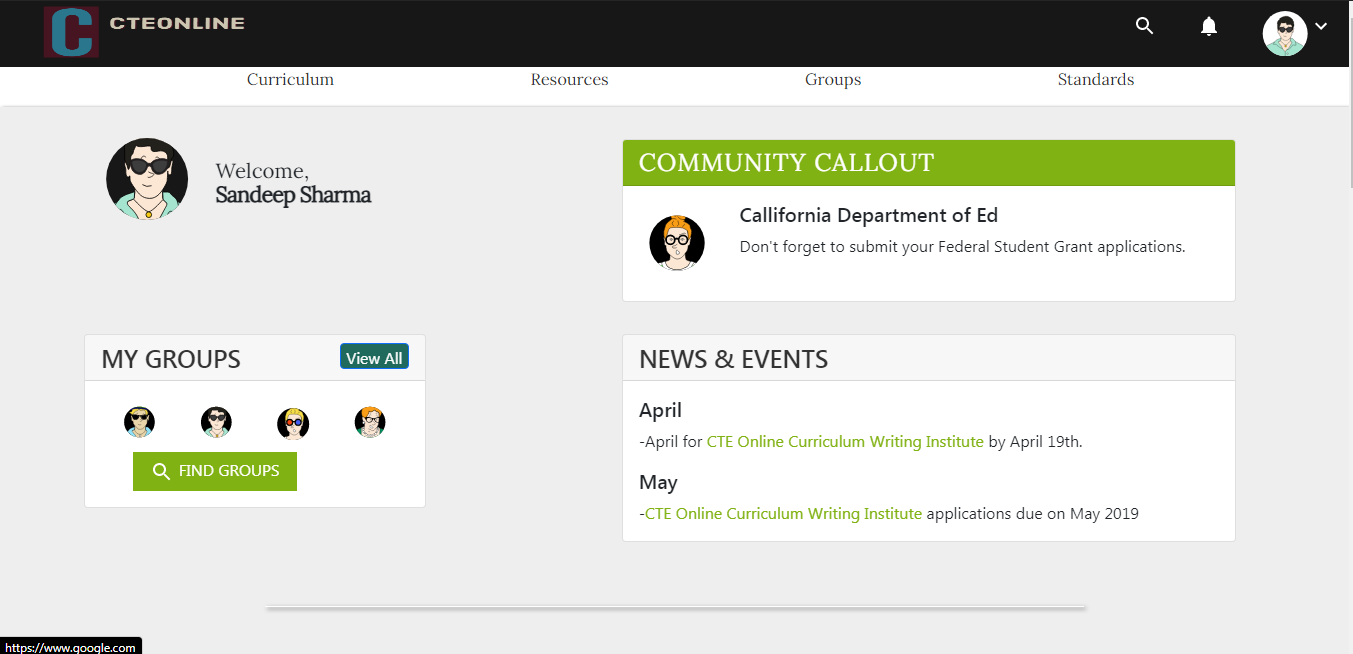 C CTEONLINE
Curriculum Resources Groups Standards
Welcome,
Sandeep Sharma
COMMUNITY CALLOUT
Callifornia Department of Ed
Don't forget to submit your Federal Student Grant applications.
MY GROUPS View All
FIND GROUPS
NEWS & EVENTS
April
-April for CTE Online Curriculum Writing Institute by April 19th.
May
-CTE Online Curriculum Writing Institute applications due on May 2019
https://www.google.com